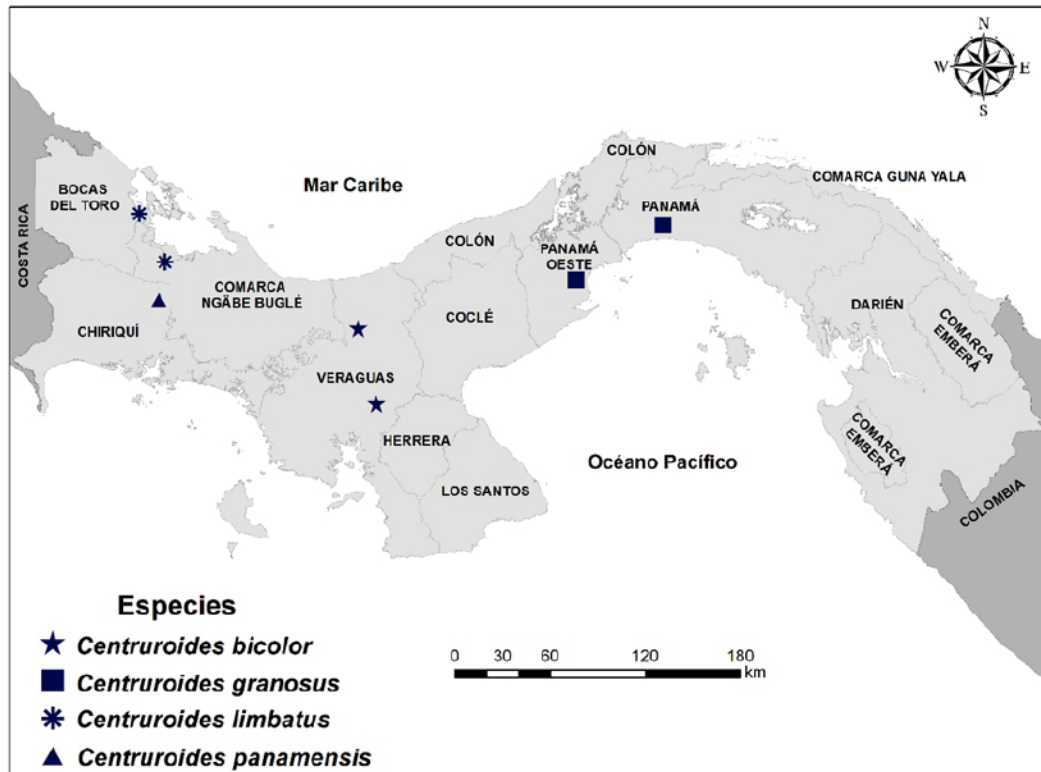 N
W E
S
COLÓN
COMARCA GUNA YALA
BOCAS
DEL TORO
Mar Caribe
PANAMÁ
COSTA RICA
COLÓN
PANAMÁ
OESTE
COMARCA
NGÄBE BUGLÉ
COCLÉ
DARIÉN
COMARCA
EMBERÁ
CHIRIQUÍ
VERAGUAS
HERRERA
COMARCA
EMBERÁ
Océano Pacífico
LOS SANTOS
COLOMBIA
Especies
Centruroides bicolor
Centruroides granosus
Centruroides limbatus
Centruroides panamensis
0 30 60 120 180
km